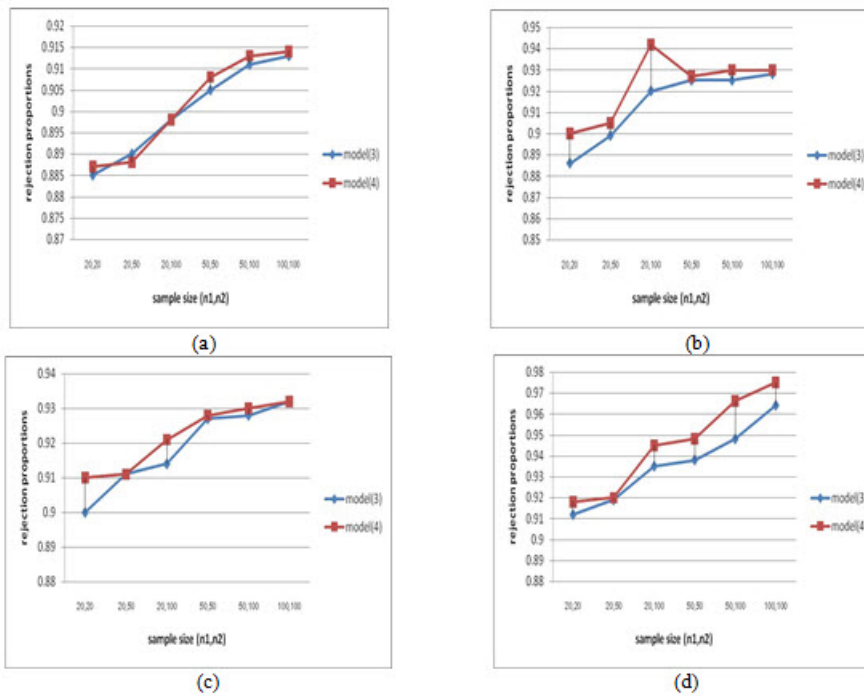 0.92
0.915
0.91
0.905
0.9
0.895
0.89
0.885
0.88
0.875
0.87
rejection proportions
20,20 20,50 20,100 50,50 50,100 100,100
sample size (n1,n2)
model(3)
model(4)
(a)
0.95
0.94
0.93
0.92
0.91
0.9
0.89
0.88
0.87
0.86
0.85
rejection proportions
20,20 20,50 20,100 50,50 50,100 100,100
sample size (n1,n2)
model(3)
model(4)
(b)
0.94
0.93
0.92
0.91
0.9
0.89
0.88
rejection proportions
20,20 20,50 20,100 50,50 50,100 100,100
sample size (n1,n2)
model(3)
model(4)
(c)
0.98
0.97
0.96
0.95
0.94
0.93
0.92
0.91
0.9
0.89
0.88
rejection proportions
20,20 20,50 20,100 50,50 50,100 100,100
sample size (n1,n2)
model(3
model(4
(d)